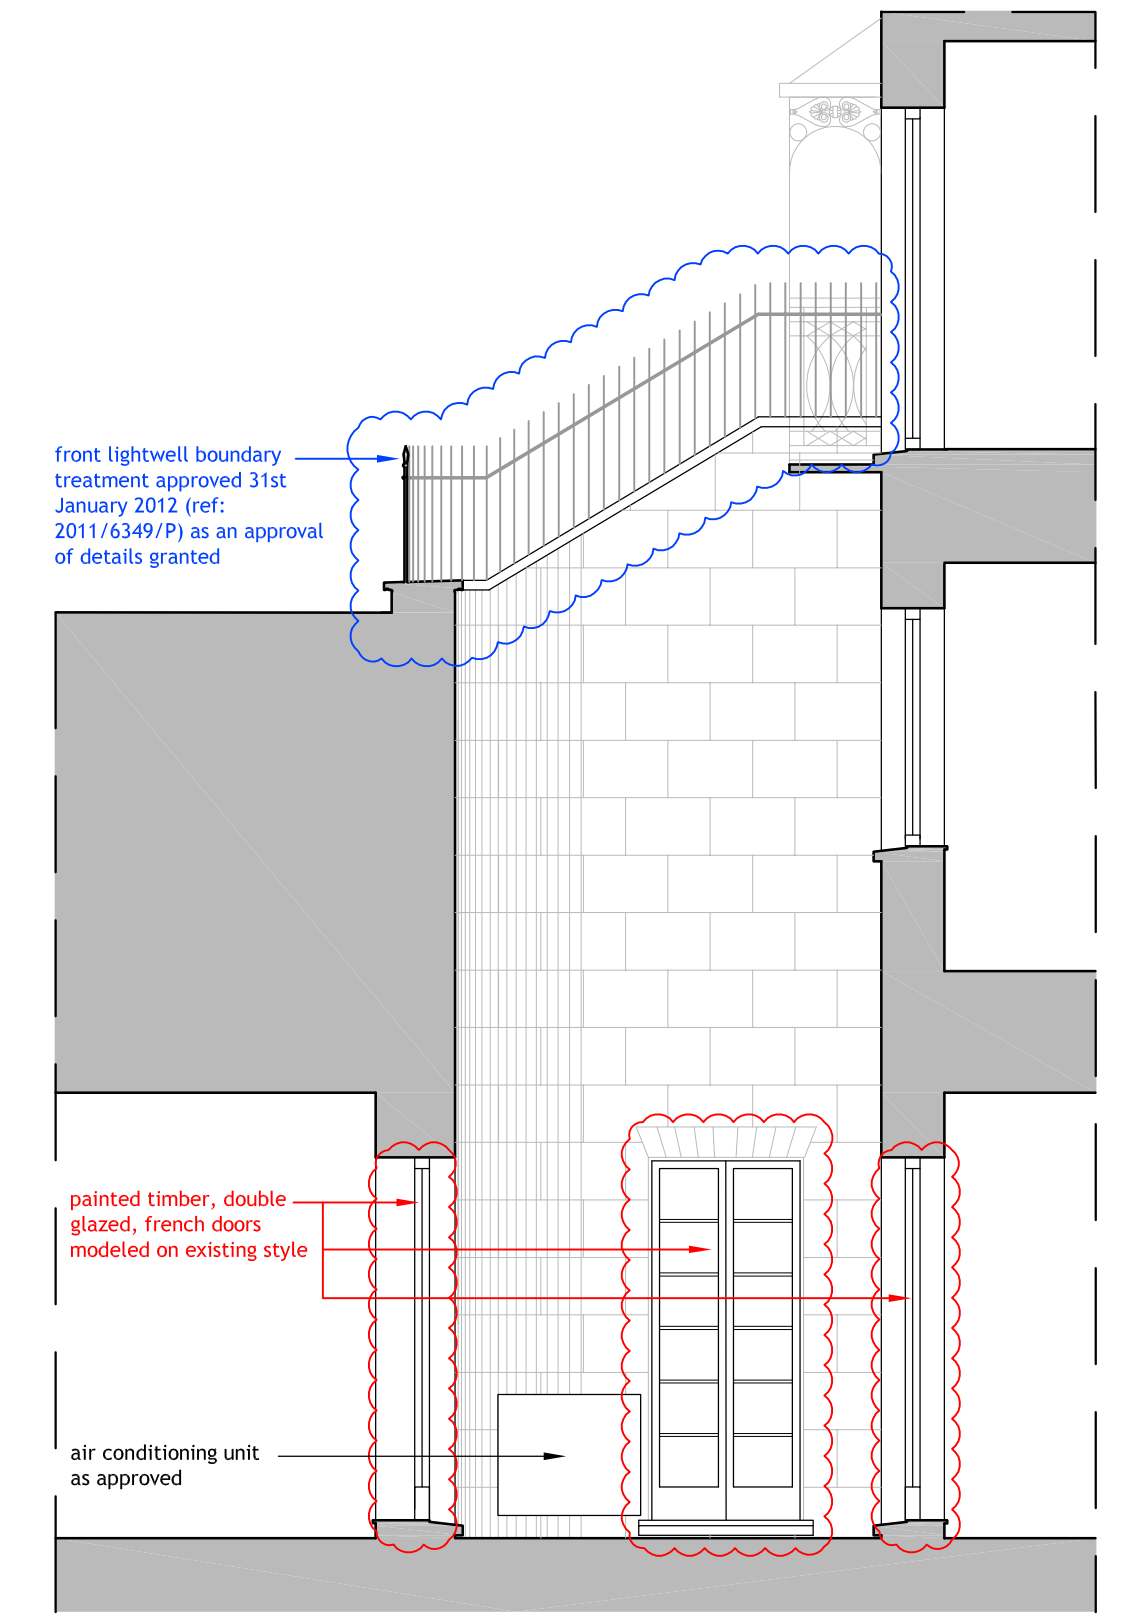 front lightwell boundary
treatment approved 31st
January 2012 (ref:
2011/6349/P) as an approval
of details granted
painted timber, double
glazed, french doors
modeled on existing style
air conditioning unit
as approved